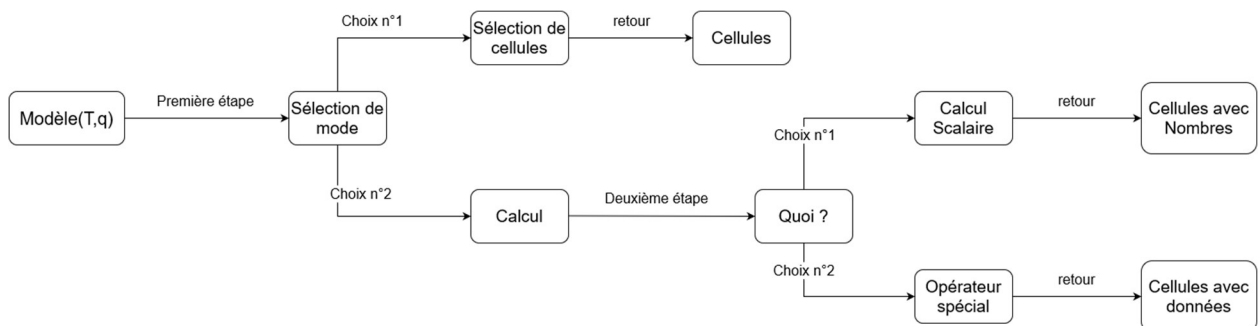 Choix n°1
Sélection de
cellules
retour
Cellules
Modèle(T,q)
Première étape
Sélection de
mode
Choix n°2
Calcul
Deuxième étape
Quoi ?
Choix n°1
Calcul
Scalaire
retour
Cellules avec
Nombres
Choix n°2
Opérateur
spécial
retour
Cellules avec
données